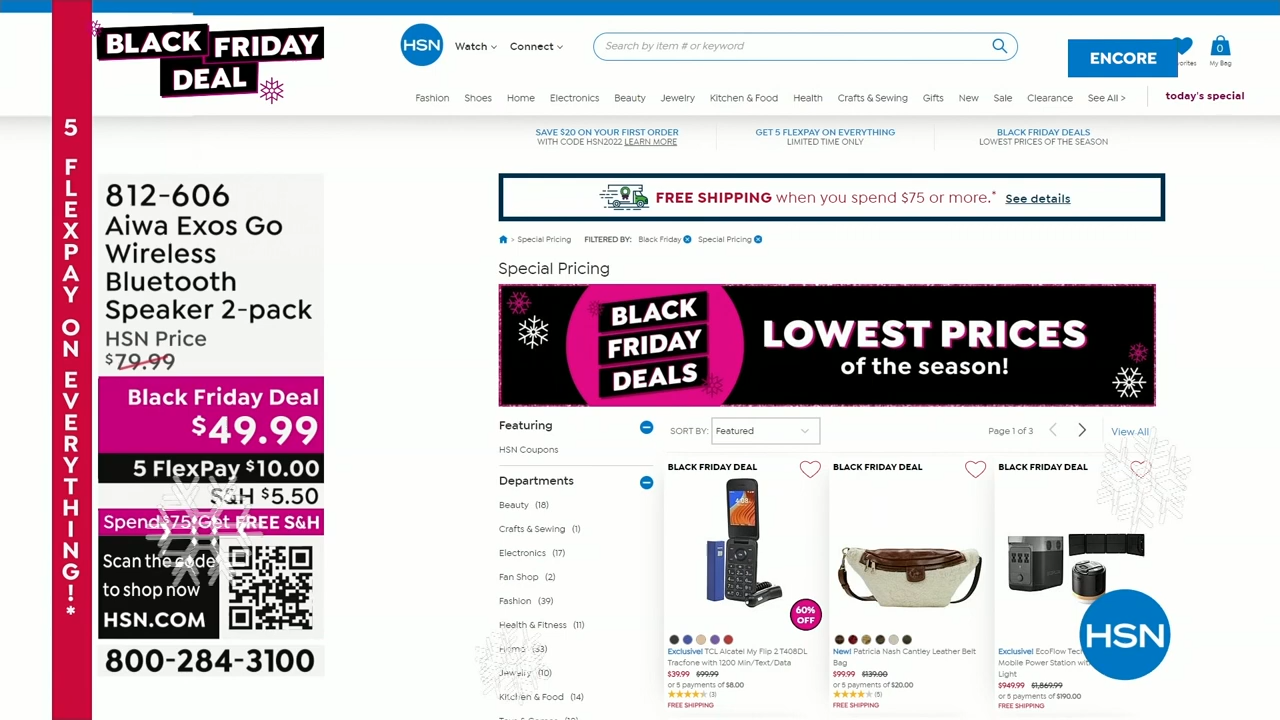 BLACK FRIDAY
DEAL
5 FLEXPAY ON EVERYTHING!*
812-606
Aiwa Exos Go
Wireless
Bluetooth
Speaker 2-pack
HSN Price
$79.99
Black Friday Deal
$49.99
5 FlexPay $10.00
S&H $5.50
Spend $75 Get FREE S&H
Scan the code
to shop now
HSN.COM
800-284-3100
HSN
Watch
Connect
Search by item # or keyword
ENCORE
0
My Bag
Fashion Shoes Home Electronics Beauty Jewelry Kitchen & Food Health Crafts & Sewing Gifts New Sale Clearance See All >
today's special
SAVE $20 ON YOUR FIRST ORDER
WITH CODE HSN2022 LEARN MORE
GET 5 FLEXPAY ON EVERYTHING
LIMITED TIME ONLY
BLACK FRIDAY DEALS
LOWEST PRICES OF THE SEASON
FREE SHIPPING when you spend $75 or more.* See details
> Special Pricing FILTERED BY: Black Friday Special Pricing
Special Pricing
BLACK
FRIDAY
DEALS
LOWEST PRICES
of the season!
Featuring
HSN Coupons
Departments
Beauty (18)
Crafts & Sewing (1)
Electronics (17)
Fan Shop (2)
Fashion (39)
Health & Fitness (11)
Jewelry (10)
Kitchen & Food (14)
SORT BY: Featured
Page 1 of 3
View All
BLACK FRIDAY DEAL
4:08
60%
OFF
Exclusive! TCL Alcatel My Flip 2 T408DL
Tracfone with 1200 Min/Text/Data
$39.99 $99.99
or 5 payments of $8.00
(3)
FREE SHIPPING
BLACK FRIDAY DEAL
New! Patricia Nash Cantley Leather Belt
Bag
$99.99 $139.00
or 5 payments of $20.00
(5)
FREE SHIPPING
BLACK FRIDAY DEAL
Exclusive! EcoFlow
Mobile Power Station
Light
$949.99 $1,869.99
or 5 payments of $190.00
FREE SHIPPING
HSN